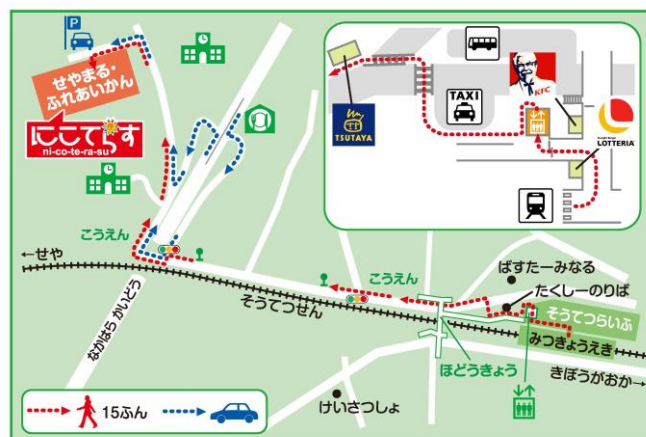 P
せやまる・
ふれあいかん
にこてらす
ni-co-te-ra-su
こうえん
←せや
なかはら かいどう
そうてつせん
こうえん
ばすたーみなる
たくしーのりば
そうてつらいふ
みつきょうえき
きぼうがおか→
ほどうきょう
けいさつしょ
15ふん
TAXI
KFC
TSUTAYA
LOTTERIA